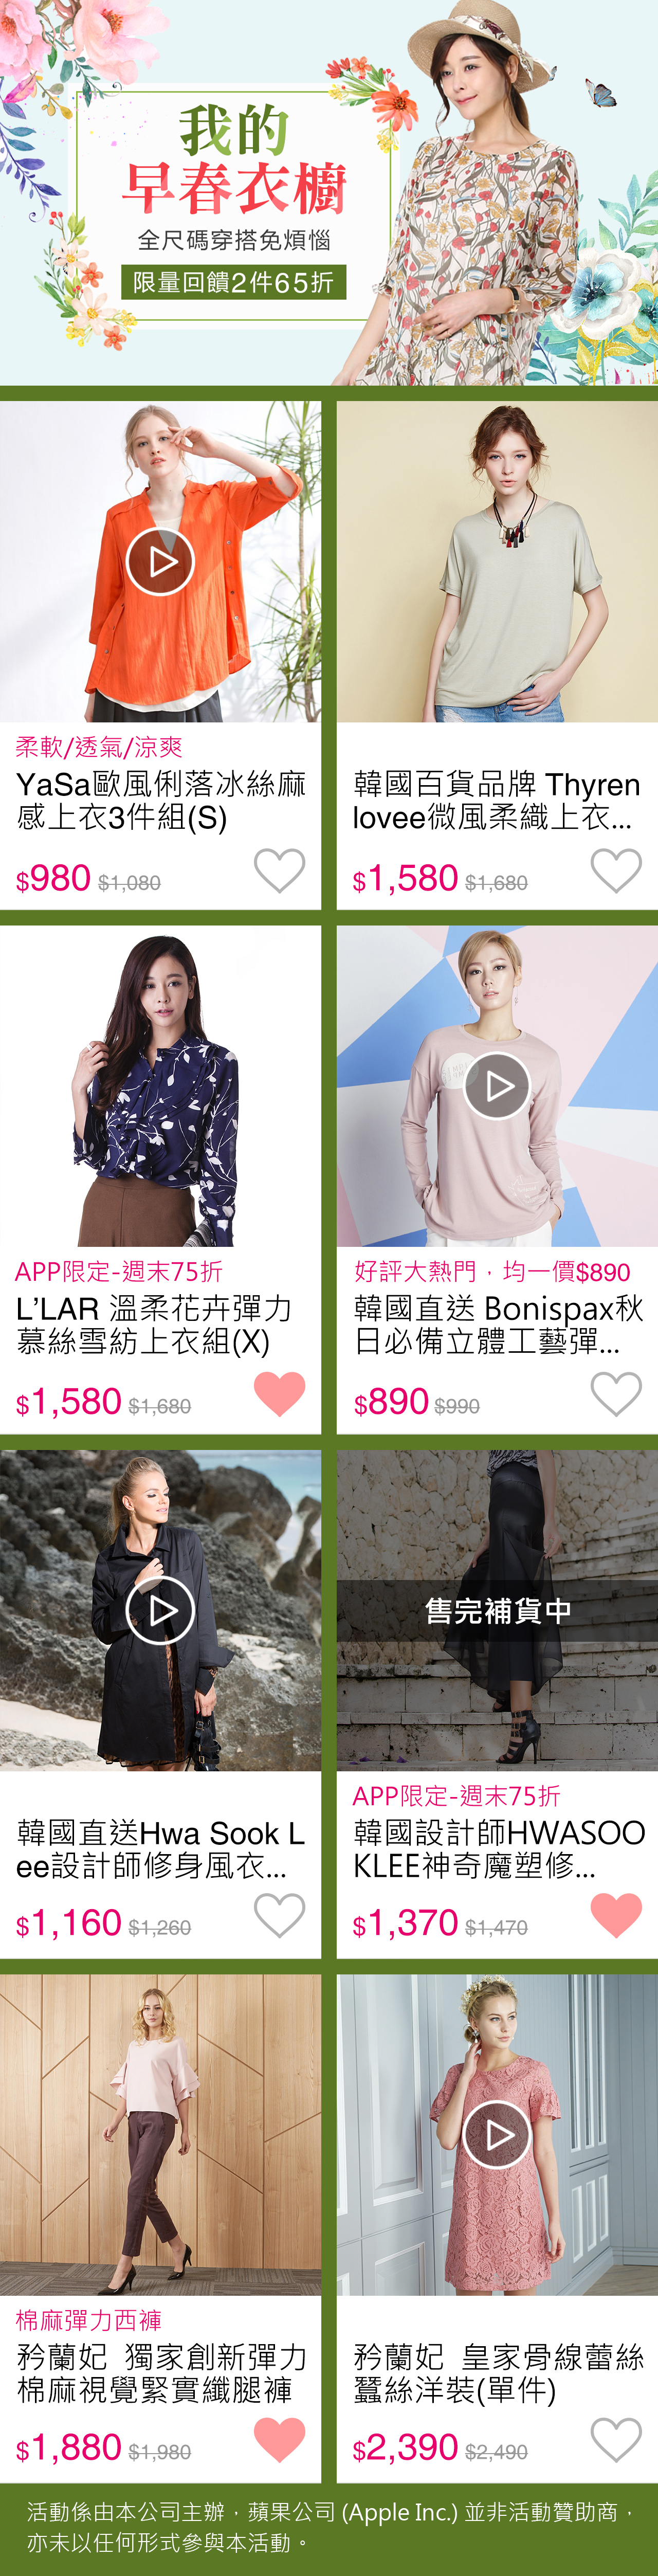 我的
早春衣櫥
全尺碼穿搭免煩惱
限量回饋2件65折
柔軟/透氣/涼爽
YaSa歐風俐落冰絲麻
感上衣3件組(S)
$980 $1,080
韓國百貨品牌 Thyren
lovee微風柔織上衣...
$1,580 $1,680
APP限定-週末75折
L’LAR 溫柔花卉彈力
慕絲雪紡上衣組(X)
$1,580 $1,680
好評大熱門，均一價$890
韓國直送 Bonispax秋
日必備立體工藝彈...
$890 $990
韓國直送Hwa Sook L
ee設計師修身風衣...
$1,160 $1,260
售完補貨中
APP限定-週末75折
韓國設計師HWASOO
KLEE神奇魔塑修...
$1,370 $1,470
棉麻彈力西褲
矜蘭妃 獨家創新彈力
棉麻視覺緊實纖腿褲
$1,880 $1,980
矜蘭妃 皇家骨線蕾絲
蠶絲洋裝(單件)
$2,390 $2,490
活動係由本公司主辦，蘋果公司 (Apple Inc.) 並非活動贊助商，
亦未以任何形式參與本活動。